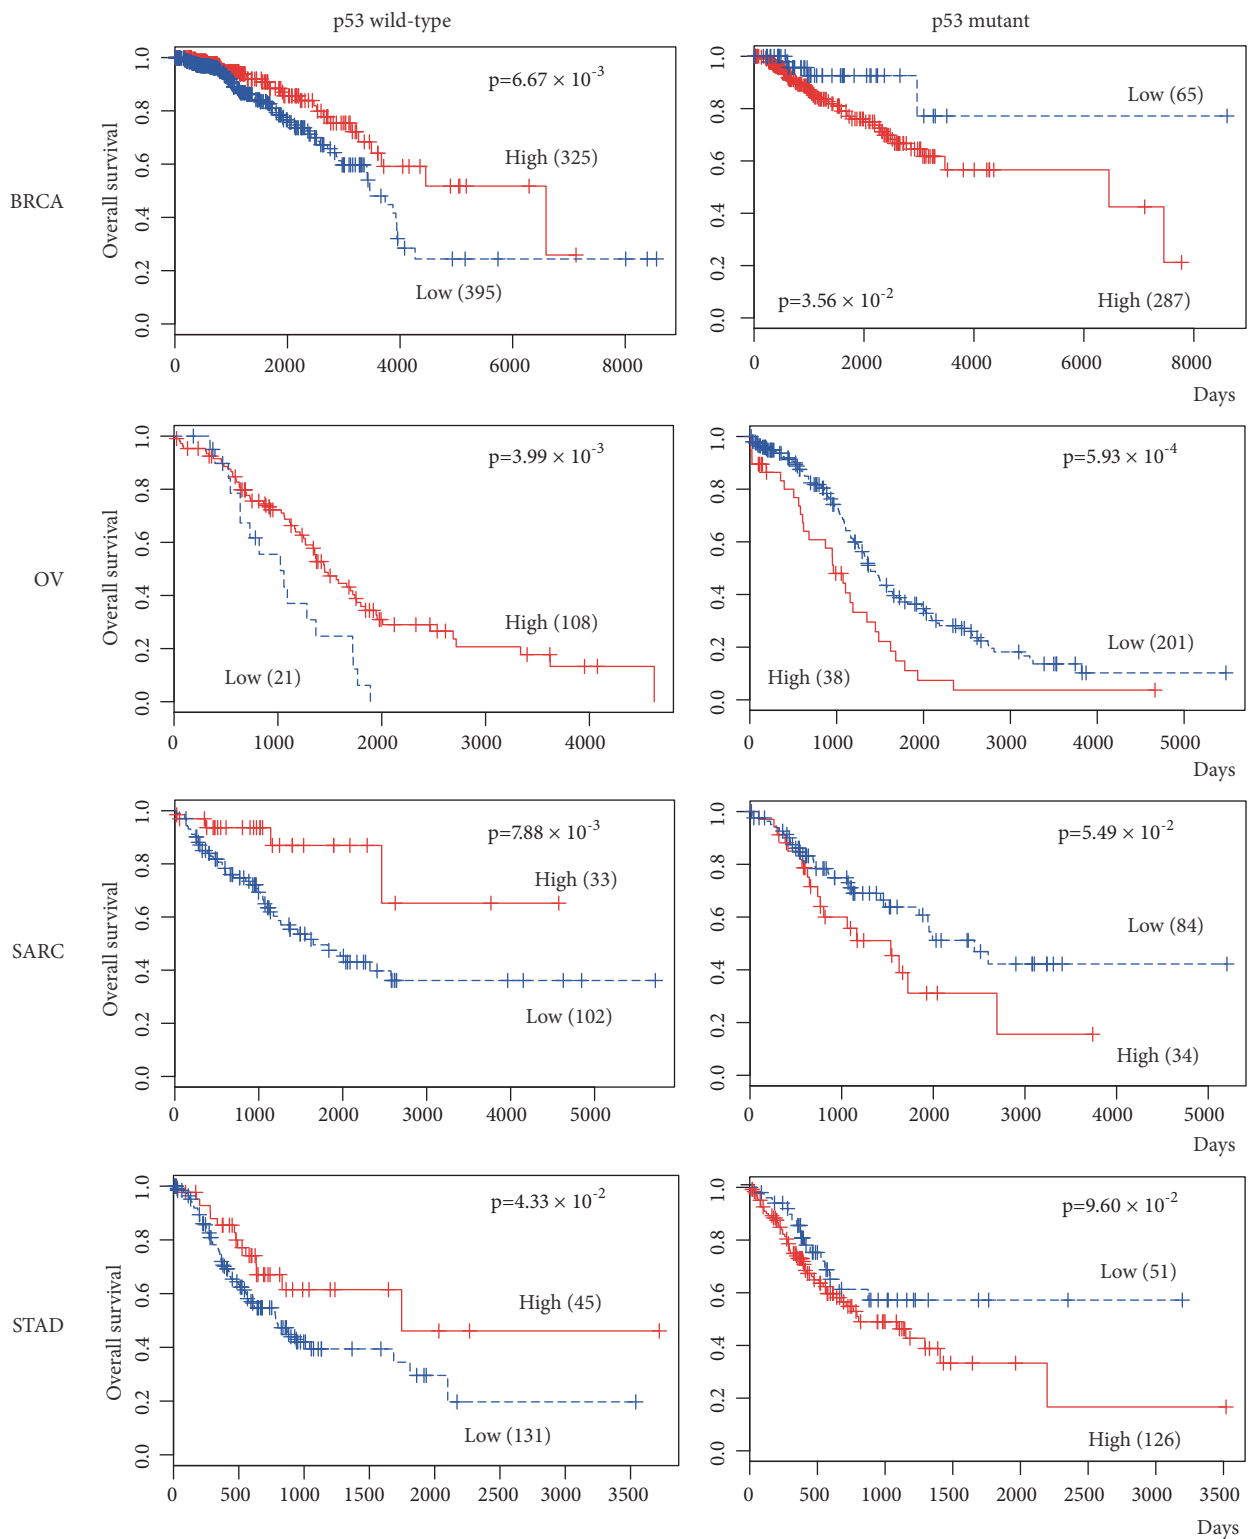 p53 wild-type p53 mutant
BRCA
Overall survival
0.0 0.2 0.4 0.6 0.8 1.0
p=6.67 × 10⁻³
High (325)
Low (395)
0 2000 4000 6000 8000
0.0 0.2 0.4 0.6 0.8 1.0
Low (65)
p=3.56 × 10⁻²
High (287)
0 2000 4000 6000 8000
Days
OV
Overall survival
0.0 0.2 0.4 0.6 0.8 1.0
p=3.99 × 10⁻³
High (108)
Low (21)
0 1000 2000 3000 4000
0.0 0.2 0.4 0.6 0.8 1.0
p=5.93 × 10⁻⁴
Low (201)
High (38)
0 1000 2000 3000 4000 5000
Days
SARC
Overall survival
0.0 0.2 0.4 0.6 0.8 1.0
p=7.88 × 10⁻³
High (33)
Low (102)
0 1000 2000 3000 4000 5000
0.0 0.2 0.4 0.6 0.8 1.0
p=5.49 × 10⁻²
Low (84)
High (34)
0 1000 2000 3000 4000 5000
Days
STAD
Overall survival
0.0 0.2 0.4 0.6 0.8 1.0
p=4.33 × 10⁻²
High (45)
Low (131)
0 500 1000 1500 2000 2500 3000 3500
0.0 0.2 0.4 0.6 0.8 1.0
p=9.60 × 10⁻²
Low (51)
High (126)
0 500 1000 1500 2000 2500 3000 3500
Days